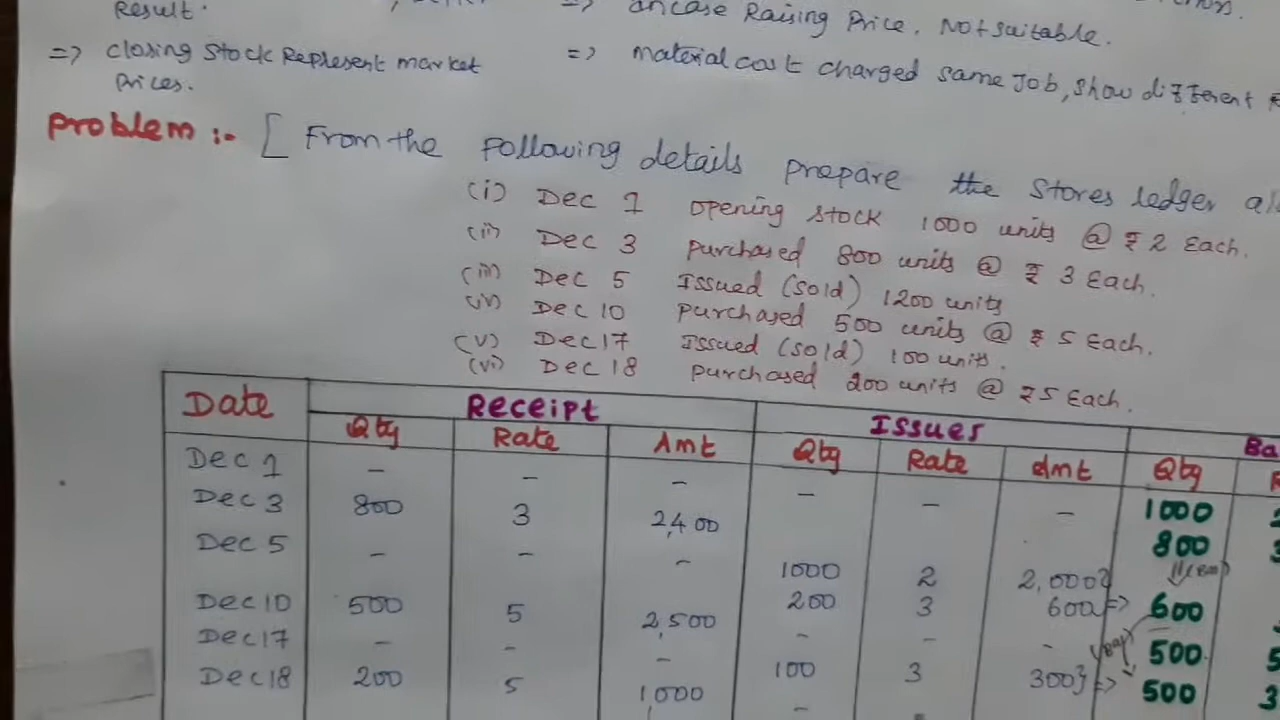 Result.
=> closing stock Represent market
prices.
=> in case Raising Price, Not suitable.
=> material cost charged same Job, show different
Problem :- [ From the following details prepare the stores ledger
(i) Dec 1 opening stock 1000 units @ ₹ 2 Each.
(ii) Dec 3 purchased 800 units @ ₹ 3 Each.
(iii) Dec 5 Issued (sold) 1200 units
(iv) Dec 10 purchased 500 units @ ₹ 5 Each.
(v) Dec 17 Issued (sold) 100 units.
(vi) Dec 18 purchased 200 units @ ₹5 Each.
Date Receipt Issues Ba
Qty Rate Amt Qty Rate Amt Qty
Dec 1 - - - - - - 1000
Dec 3 800 3 2,400 800
Dec 5 - - - 1000 2 2,000
200 3 600 => 600
Dec 10 500 5 2,500 - - - 500 5
Dec 17 - - - 100 3 300 } => 500 3
Dec 18 200 5 1,000 -